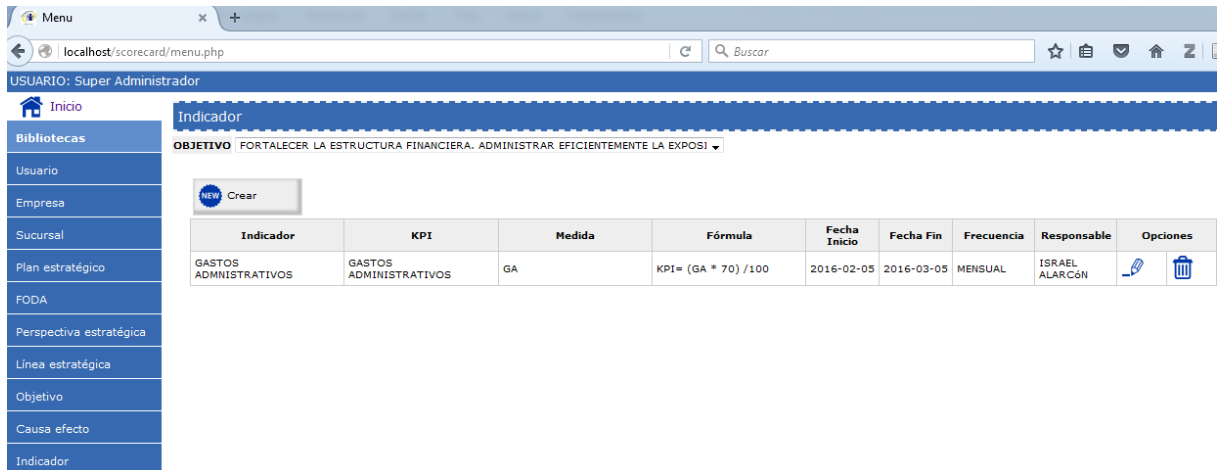 Menu
localhost/scorecard/menu.php
Buscar
USUARIO: Super Administrador
Inicio
Bibliotecas
Usuario
Empresa
Sucursal
Plan estratégico
FODA
Perspectiva estratégica
Línea estratégica
Objetivo
Causa efecto
Indicador
Indicador
OBJETIVO FORTALECER LA ESTRUCTURA FINANCIERA. ADMINISTRAR EFICIENTEMENTE LA EXPOSI
NEW Crear
Indicador KPI Medida Fórmula Fecha Inicio Fecha Fin Frecuencia Responsable Opciones
GASTOS ADMNISTRATIVOS GASTOS ADMINISTRATIVOS GA KPI= (GA * 70) /100 2016-02-05 2016-03-05 MENSUAL ISRAEL ALARCóN